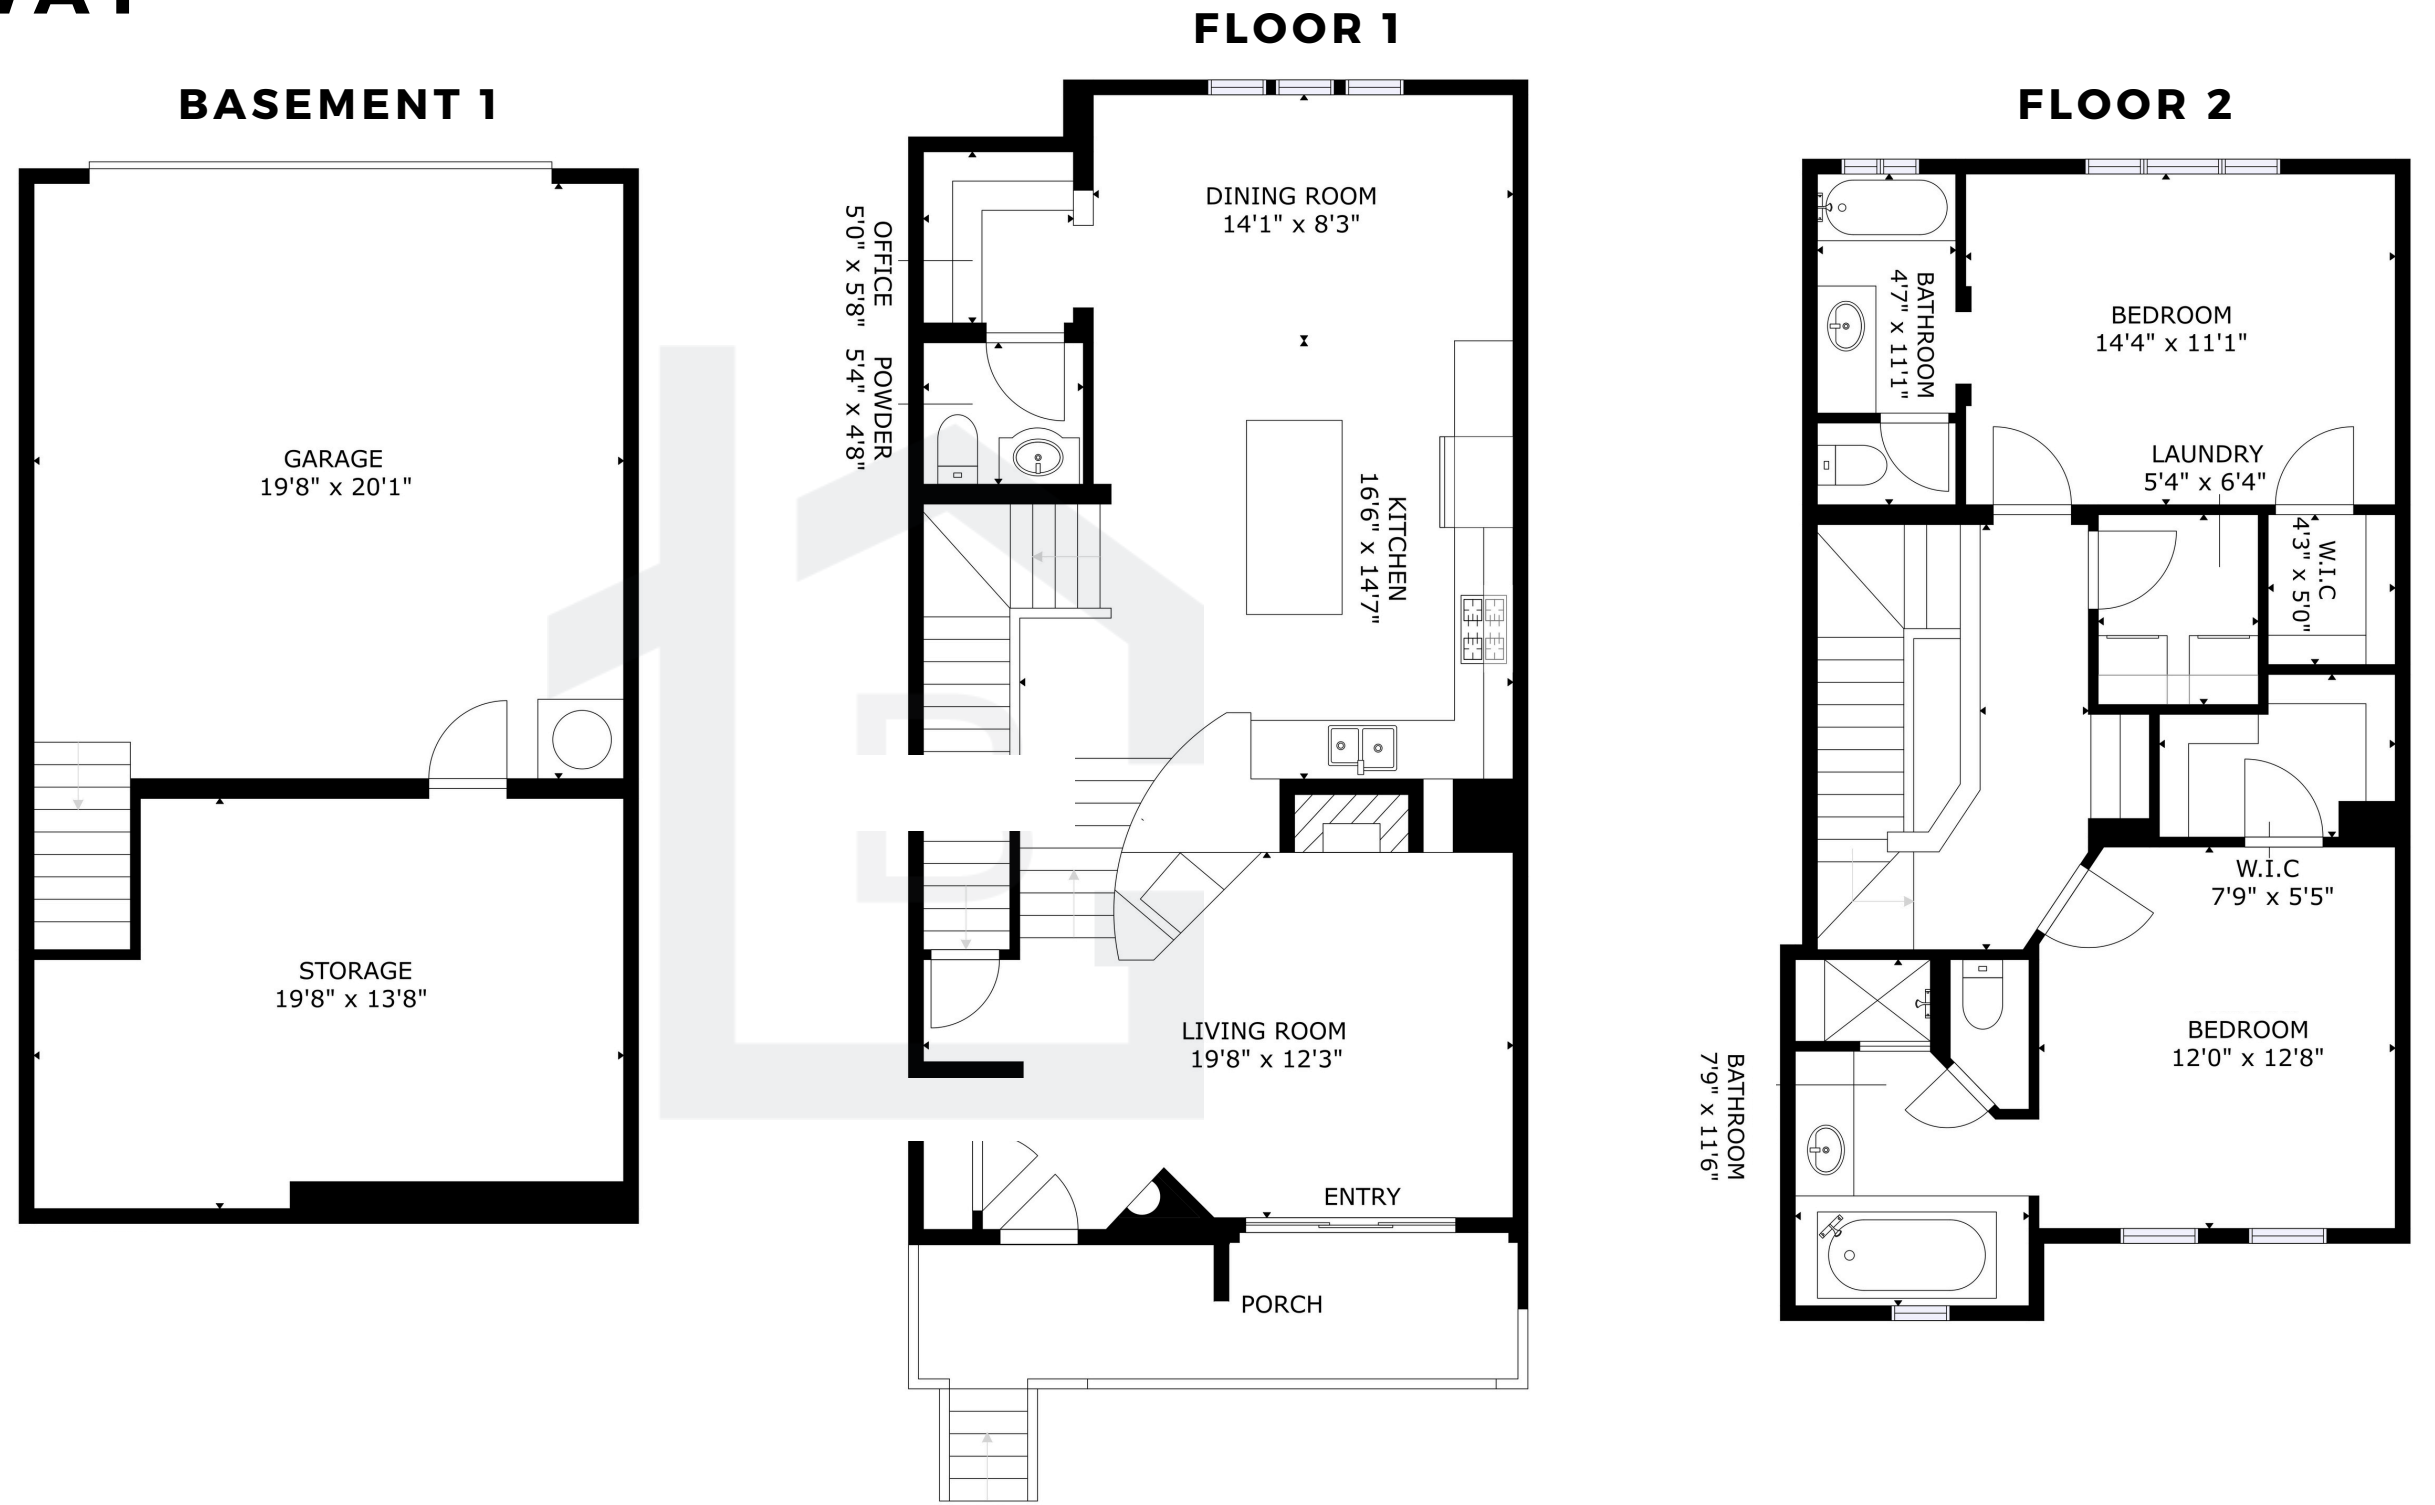 BASEMENT 1
GARAGE
19'8" x 20'1"
STORAGE
19'8" x 13'8"
FLOOR 1
DINING ROOM
14'1" x 8'3"
OFFICE
5'0" x 5'8"
POWDER
5'4" x 4'8"
KITCHEN
16'6" x 14'7"
LIVING ROOM
19'8" x 12'3"
ENTRY
PORCH
FLOOR 2
BATHROOM
4'7" x 11'1"
BEDROOM
14'4" x 11'1"
LAUNDRY
5'4" x 6'4"
W.I.C
4'3" x 5'0"
W.I.C
7'9" x 5'5"
BEDROOM
12'0" x 12'8"
BATHROOM
7'9" x 11'6"